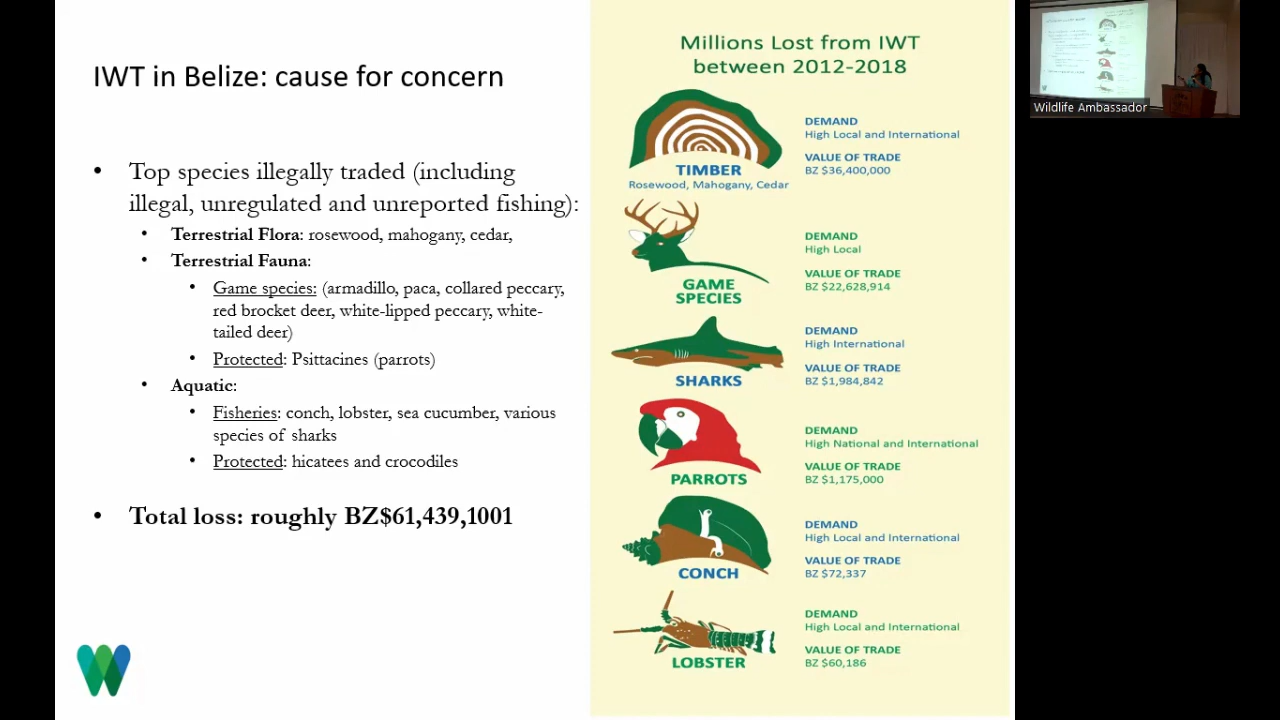 IWT in Belize: cause for concern
• Top species illegally traded (including
illegal, unregulated and unreported fishing):
• Terrestrial Flora: rosewood, mahogany, cedar,
• Terrestrial Fauna:
• Game species: (armadillo, paca, collared peccary,
red brocket deer, white-lipped peccary, white-
tailed deer)
• Protected: Psittacines (parrots)
• Aquatic:
• Fisheries: conch, lobster, sea cucumber, various
species of sharks
• Protected: hicatees and crocodiles
• Total loss: roughly BZ$61,439,1001
Millions Lost from IWT
between 2012-2018
TIMBER
Rosewood, Mahogany, Cedar
DEMAND
High Local and International
VALUE OF TRADE
BZ $36,400,000
GAME
SPECIES
DEMAND
High Local
VALUE OF TRADE
BZ $22,628,914
SHARKS
DEMAND
High International
VALUE OF TRADE
BZ $1,984,842
PARROTS
DEMAND
High National and International
VALUE OF TRADE
BZ $1,175,000
CONCH
DEMAND
High Local and International
VALUE OF TRADE
BZ $72,337
LOBSTER
DEMAND
High Local and International
VALUE OF TRADE
BZ $60,186
Wildlife Ambassador